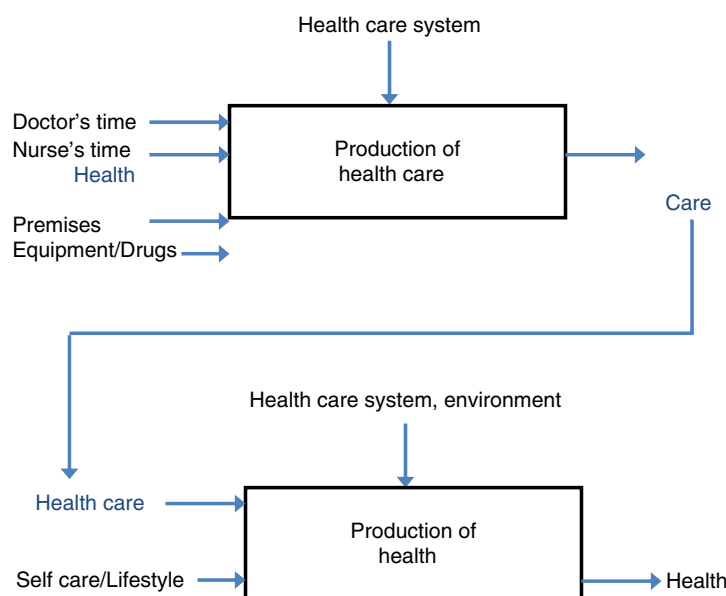 Health care system
Doctor's time
Nurse's time
Health
Production of
health care
Premises
Equipment/Drugs
Care
Health care system, environment
Health care
Production of
health
Self care/Lifestyle
Health